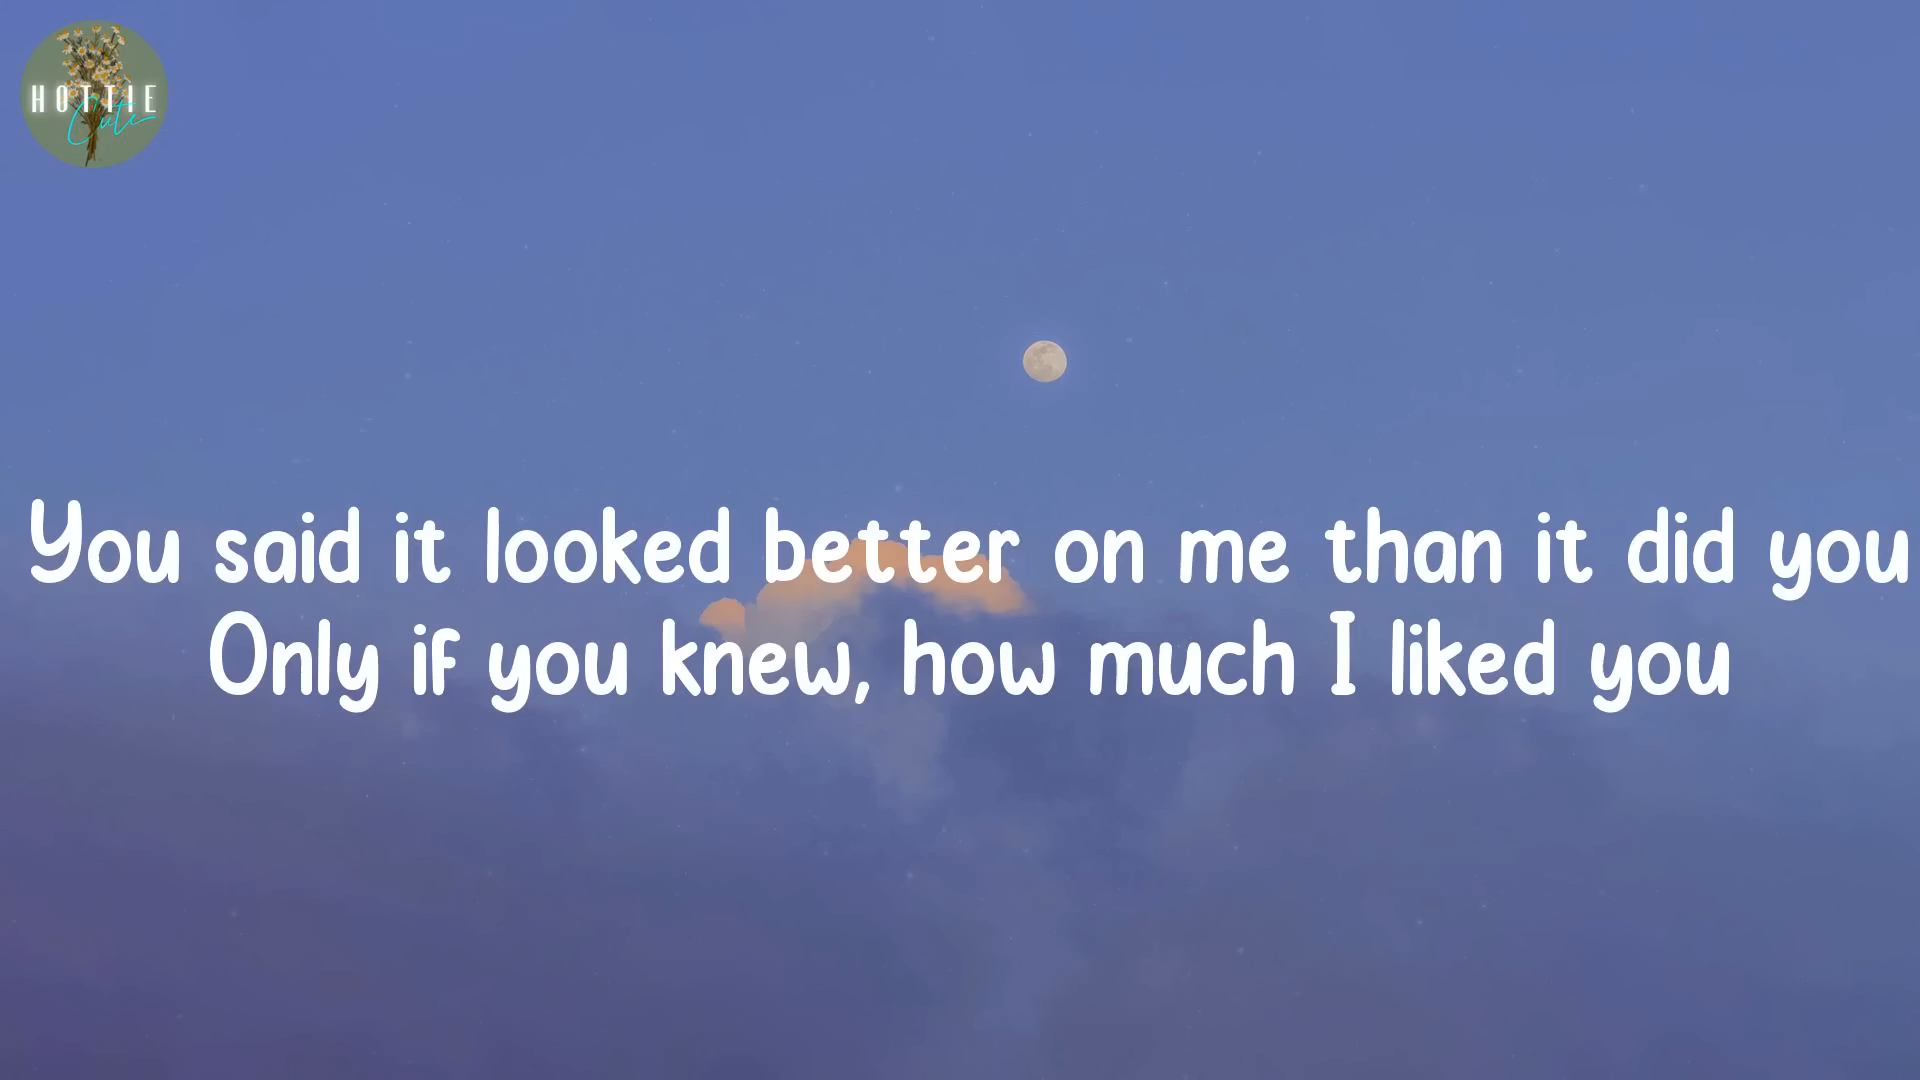 HOTTIE
Cute
You said it looked better on me than it did you
Only if you knew, how much I liked you